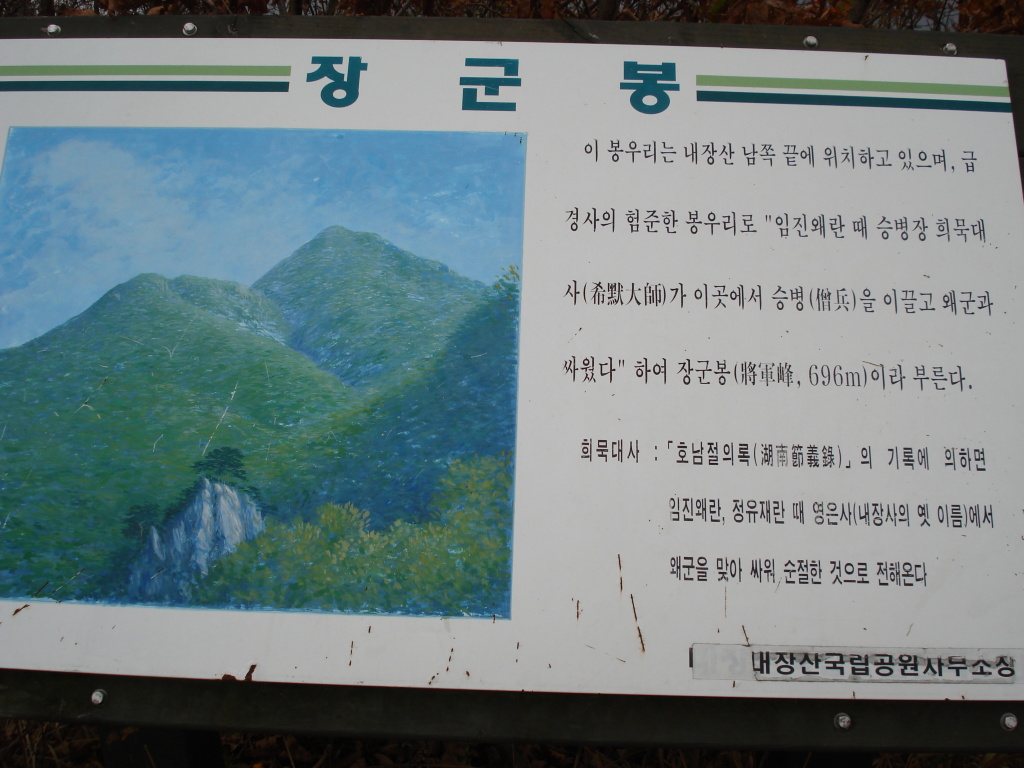 장 군 봉
이 봉우리는 내장산 남쪽 끝에 위치하고 있으며, 급
경사의 험준한 봉우리로 "임진왜란 때 승병장 희묵대
사(希默大師)가 이곳에서 승병(僧兵)을 이끌고 왜군과
싸웠다" 하여 장군봉(將軍峰, 696m)이라 부른다.
희묵대사 : 「호남절의록(湖南節義錄)」의 기록에 의하면
임진왜란, 정유재란 때 영은사(내장사의 옛 이름)에서
왜군을 맞아 싸워 순절한 것으로 전해온다
내장산국립공원사무소장